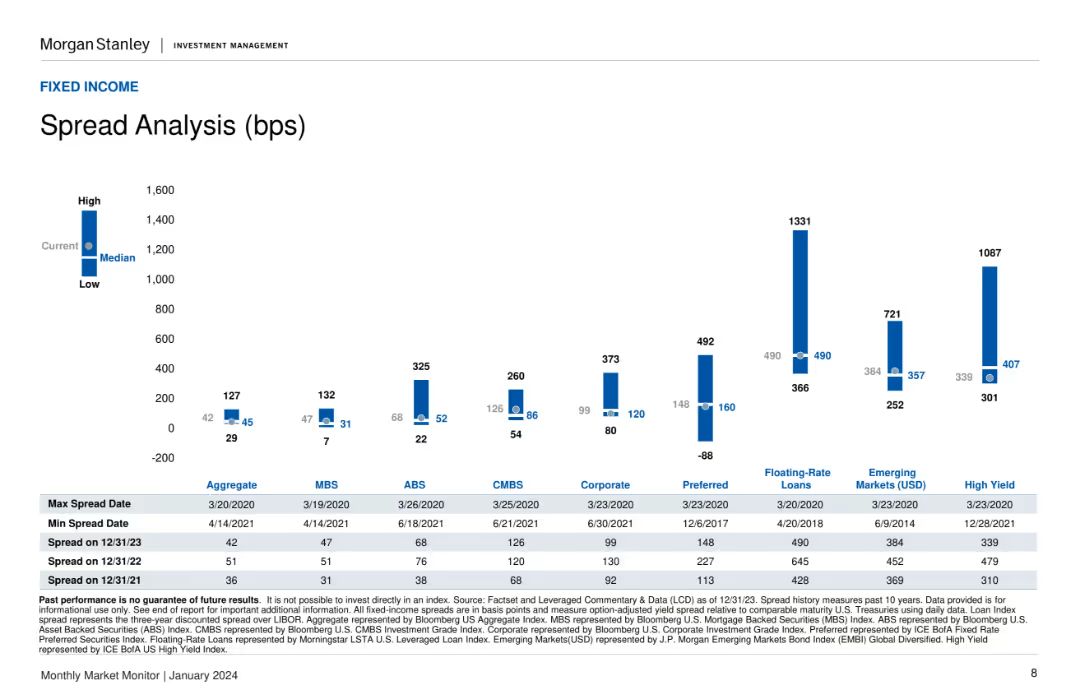 Morgan Stanley | INVESTMENT MANAGEMENT
FIXED INCOME
Spread Analysis (bps)
High
Current
Median
Low
1,600
1,400
1,200
1,000
800
600
400
200
0
-200
127
42
45
29
132
47
31
7
325
68
52
22
260
126
86
54
373
99
120
80
492
148
160
-88
1331
490
490
366
721
384
357
252
1087
407
339
301
Aggregate MBS ABS CMBS Corporate Preferred Floating-Rate Loans Emerging Markets (USD) High Yield
Max Spread Date 3/20/2020 3/19/2020 3/26/2020 3/25/2020 3/23/2020 3/23/2020 3/20/2020 3/23/2020 3/23/2020
Min Spread Date 4/14/2021 4/14/2021 6/18/2021 6/21/2021 6/30/2021 12/6/2017 4/20/2018 6/9/2014 12/28/2021
Spread on 12/31/23 42 47 68 126 99 148 490 384 339
Spread on 12/31/22 51 51 76 120 130 227 645 452 479
Spread on 12/31/21 36 31 38 68 92 113 428 369 310
Past performance is no guarantee of future results. It is not possible to invest directly in an index. Source: Factset and Leveraged Commentary & Data (LCD) as of 12/31/23. Spread history measures past 10 years. Data provided is for
informational use only. See end of report for important additional information. All fixed-income spreads are in basis points and measure option-adjusted yield spread relative to comparable maturity U.S. Treasuries using daily data. Loan Index
spread represents the three-year discounted spread over LIBOR. Aggregate represented by Bloomberg US Aggregate Index. MBS represented by Bloomberg U.S. Mortgage Backed Securities (MBS) Index. ABS represented by Bloomberg U.S.
Asset Backed Securities (ABS) Index. CMBS represented by Bloomberg U.S. CMBS Investment Grade Index. Corporate represented by Bloomberg U.S. Corporate Investment Grade Index. Preferred represented by ICE BofA Fixed Rate
Preferred Securities Index. Floating-Rate Loans represented by Morningstar LSTA U.S. Leveraged Loan Index. Emerging Markets(USD) represented by J.P. Morgan Emerging Markets Bond Index (EMBI) Global Diversified. High Yield
represented by ICE BofA US High Yield Index.
Monthly Market Monitor | January 2024
8